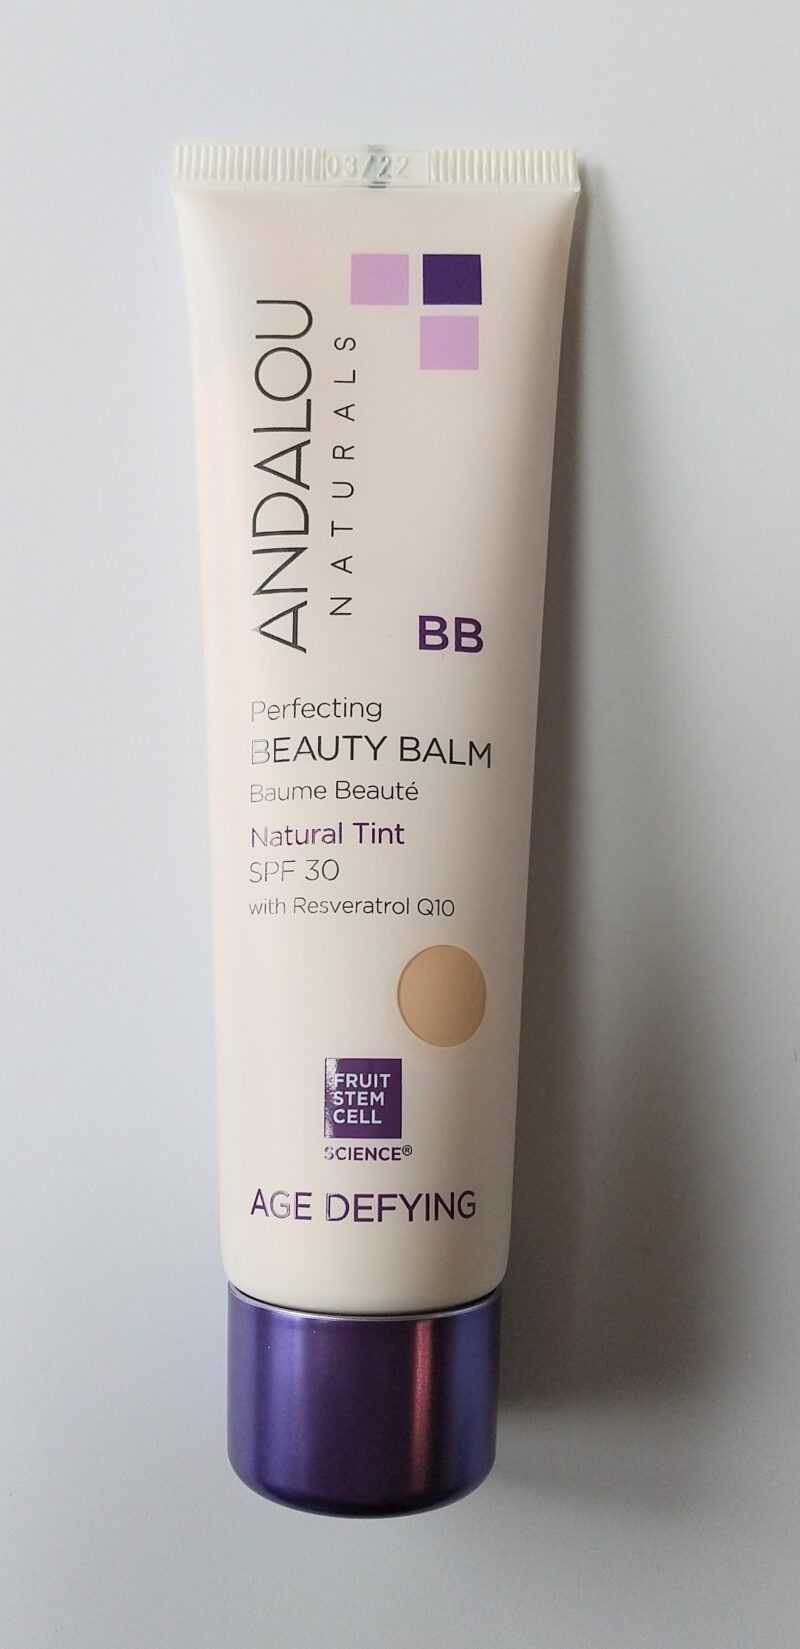 03/22
ANDALOU
NATURALS
BB
Perfecting
BEAUTY BALM
Baume Beauté
Natural Tint
SPF 30
with Resveratrol Q10
FRUIT
STEM
CELL
SCIENCE®
AGE DEFYING